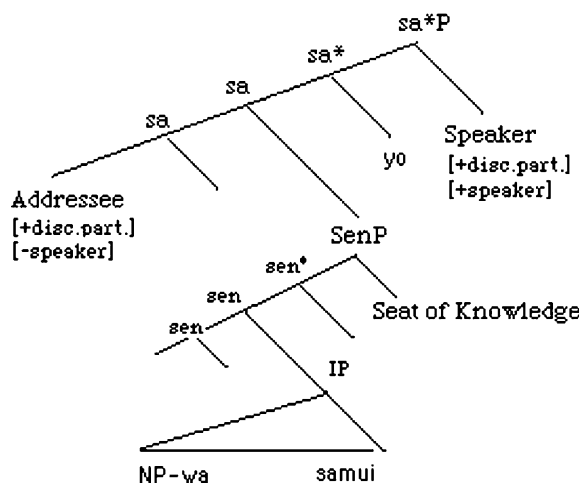 sa*P
sa*
sa
sa
yo
Speaker
[+disc.part.]
[+speaker]
Addressee
[+disc.part.]
[-speaker]
SenP
sen*
sen
sen
Seat of Knowledge
IP
NP-wa samui